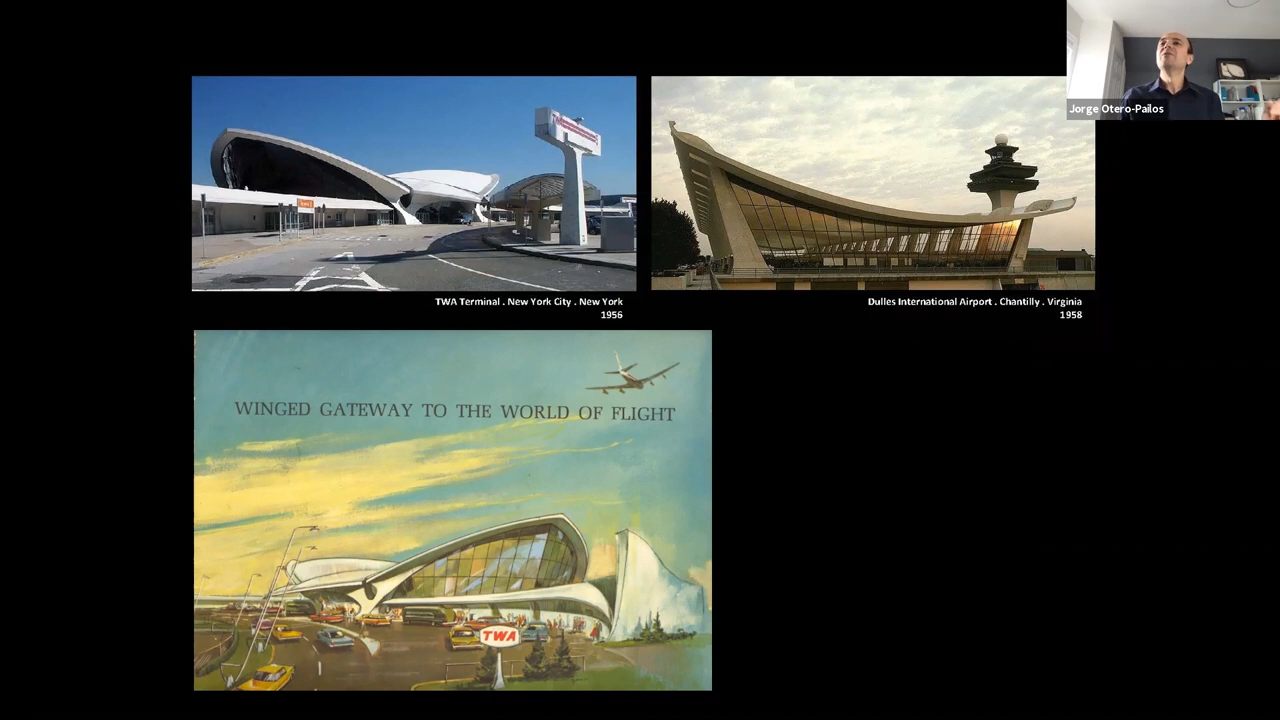 Jorge Otero-Pailos
TWA Terminal . New York City . New York
1956
Dulles International Airport . Chantilly . Virginia
1958
WINGED GATEWAY TO THE WORLD OF FLIGHT
TWA